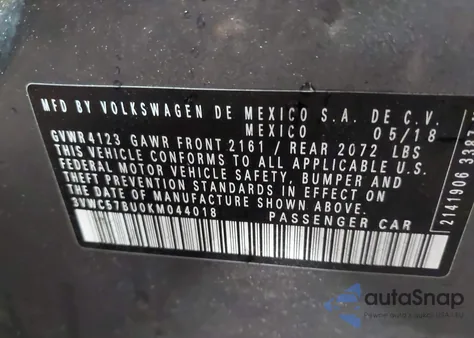 MFD BY VOLKSWAGEN DE MEXICO S.A. DE C.V.
MEXICO 05/18
GVWR 4123 GAWR FRONT 2161 / REAR 2072 LBS
THIS VEHICLE CONFORMS TO ALL APPLICABLE
FEDERAL MOTOR VEHICLE SAFETY, BUMPER AND
THEFT PREVENTION STANDARDS IN EFFECT ON
THE DATE OF MANUFACTURE SHOWN ABOVE.
3VWC57BU0KM044018 PASSENGER CAR
2141906 338
autoSnap